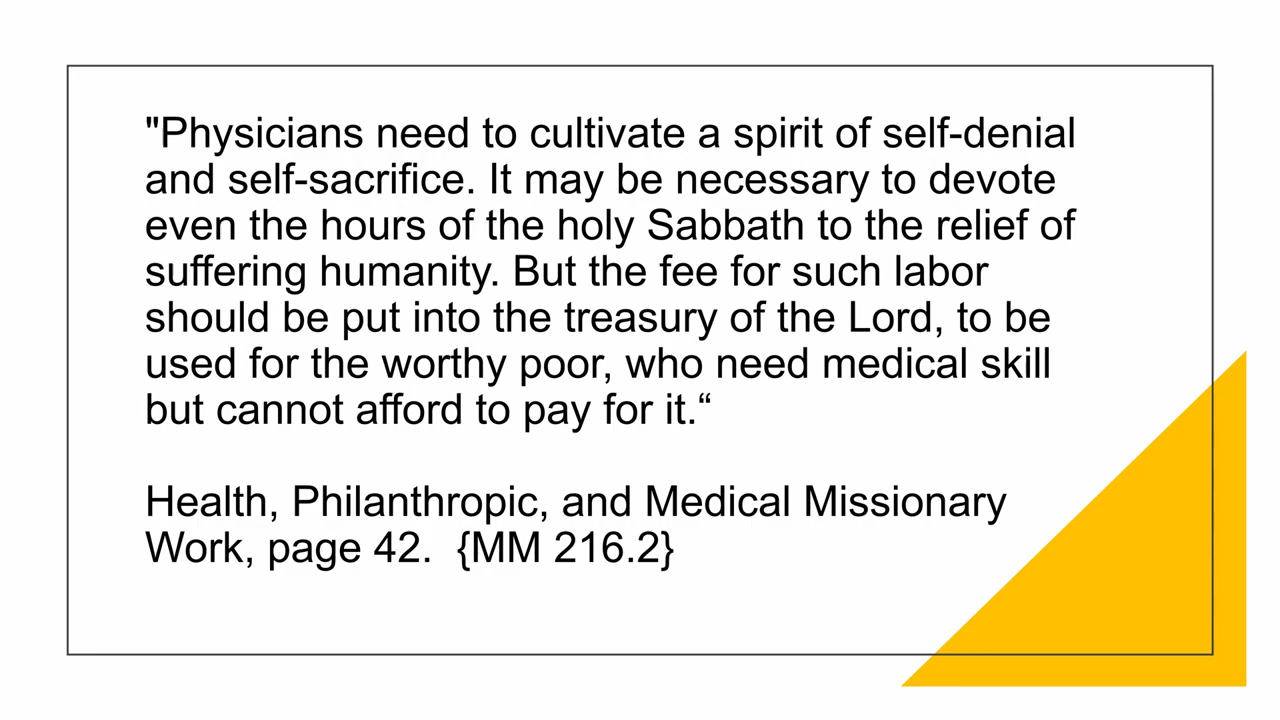 "Physicians need to cultivate a spirit of self-denial
and self-sacrifice. It may be necessary to devote
even the hours of the holy Sabbath to the relief of
suffering humanity. But the fee for such labor
should be put into the treasury of the Lord, to be
used for the worthy poor, who need medical skill
but cannot afford to pay for it.“
Health, Philanthropic, and Medical Missionary
Work, page 42.  {MM 216.2}